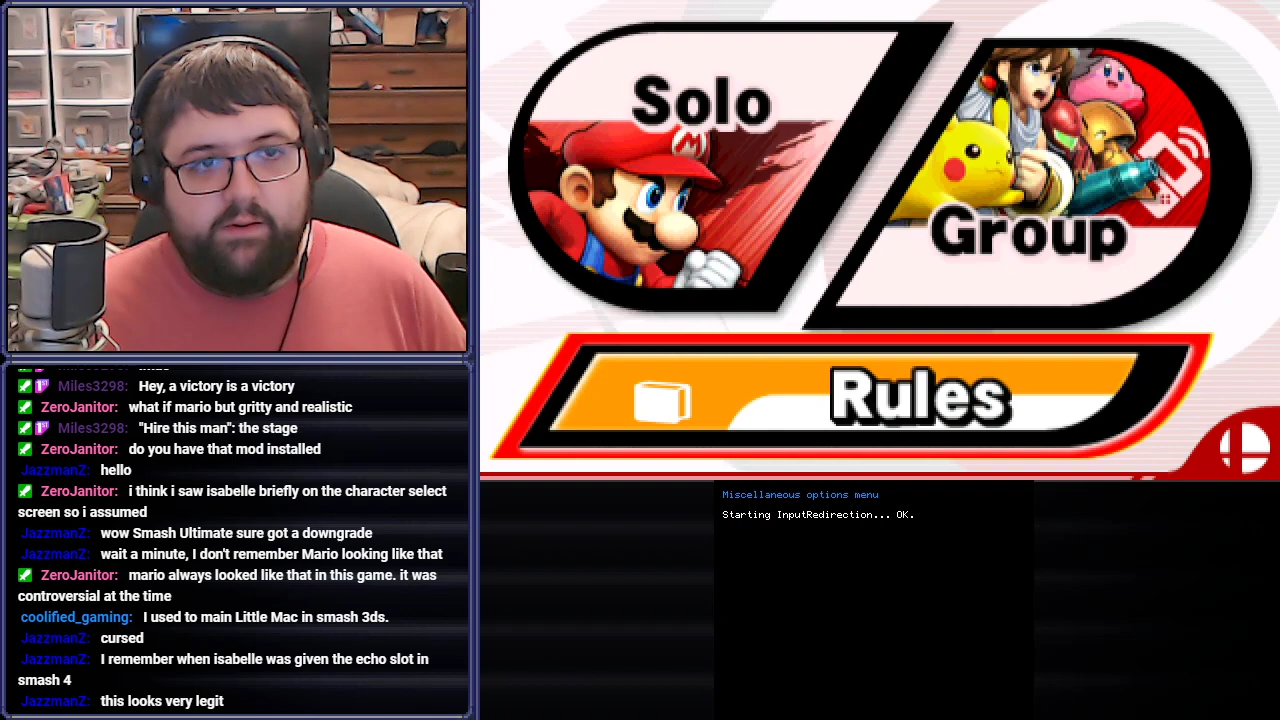 Solo
Group
Rules
Miscellaneous options menu
Starting InputRedirection... OK.
Miles3298: Hey, a victory is a victory
ZeroJanitor: what if mario but gritty and realistic
Miles3298: "Hire this man": the stage
ZeroJanitor: do you have that mod installed
JazzmanZ: hello
ZeroJanitor: i think i saw isabelle briefly on the character select
screen so i assumed
JazzmanZ: wow Smash Ultimate sure got a downgrade
JazzmanZ: wait a minute, I don't remember Mario looking like that
ZeroJanitor: mario always looked like that in this game. it was
controversial at the time
coolified_gaming: I used to main Little Mac in smash 3ds.
JazzmanZ: cursed
JazzmanZ: I remember when isabelle was given the echo slot in
smash 4
JazzmanZ: this looks very legit